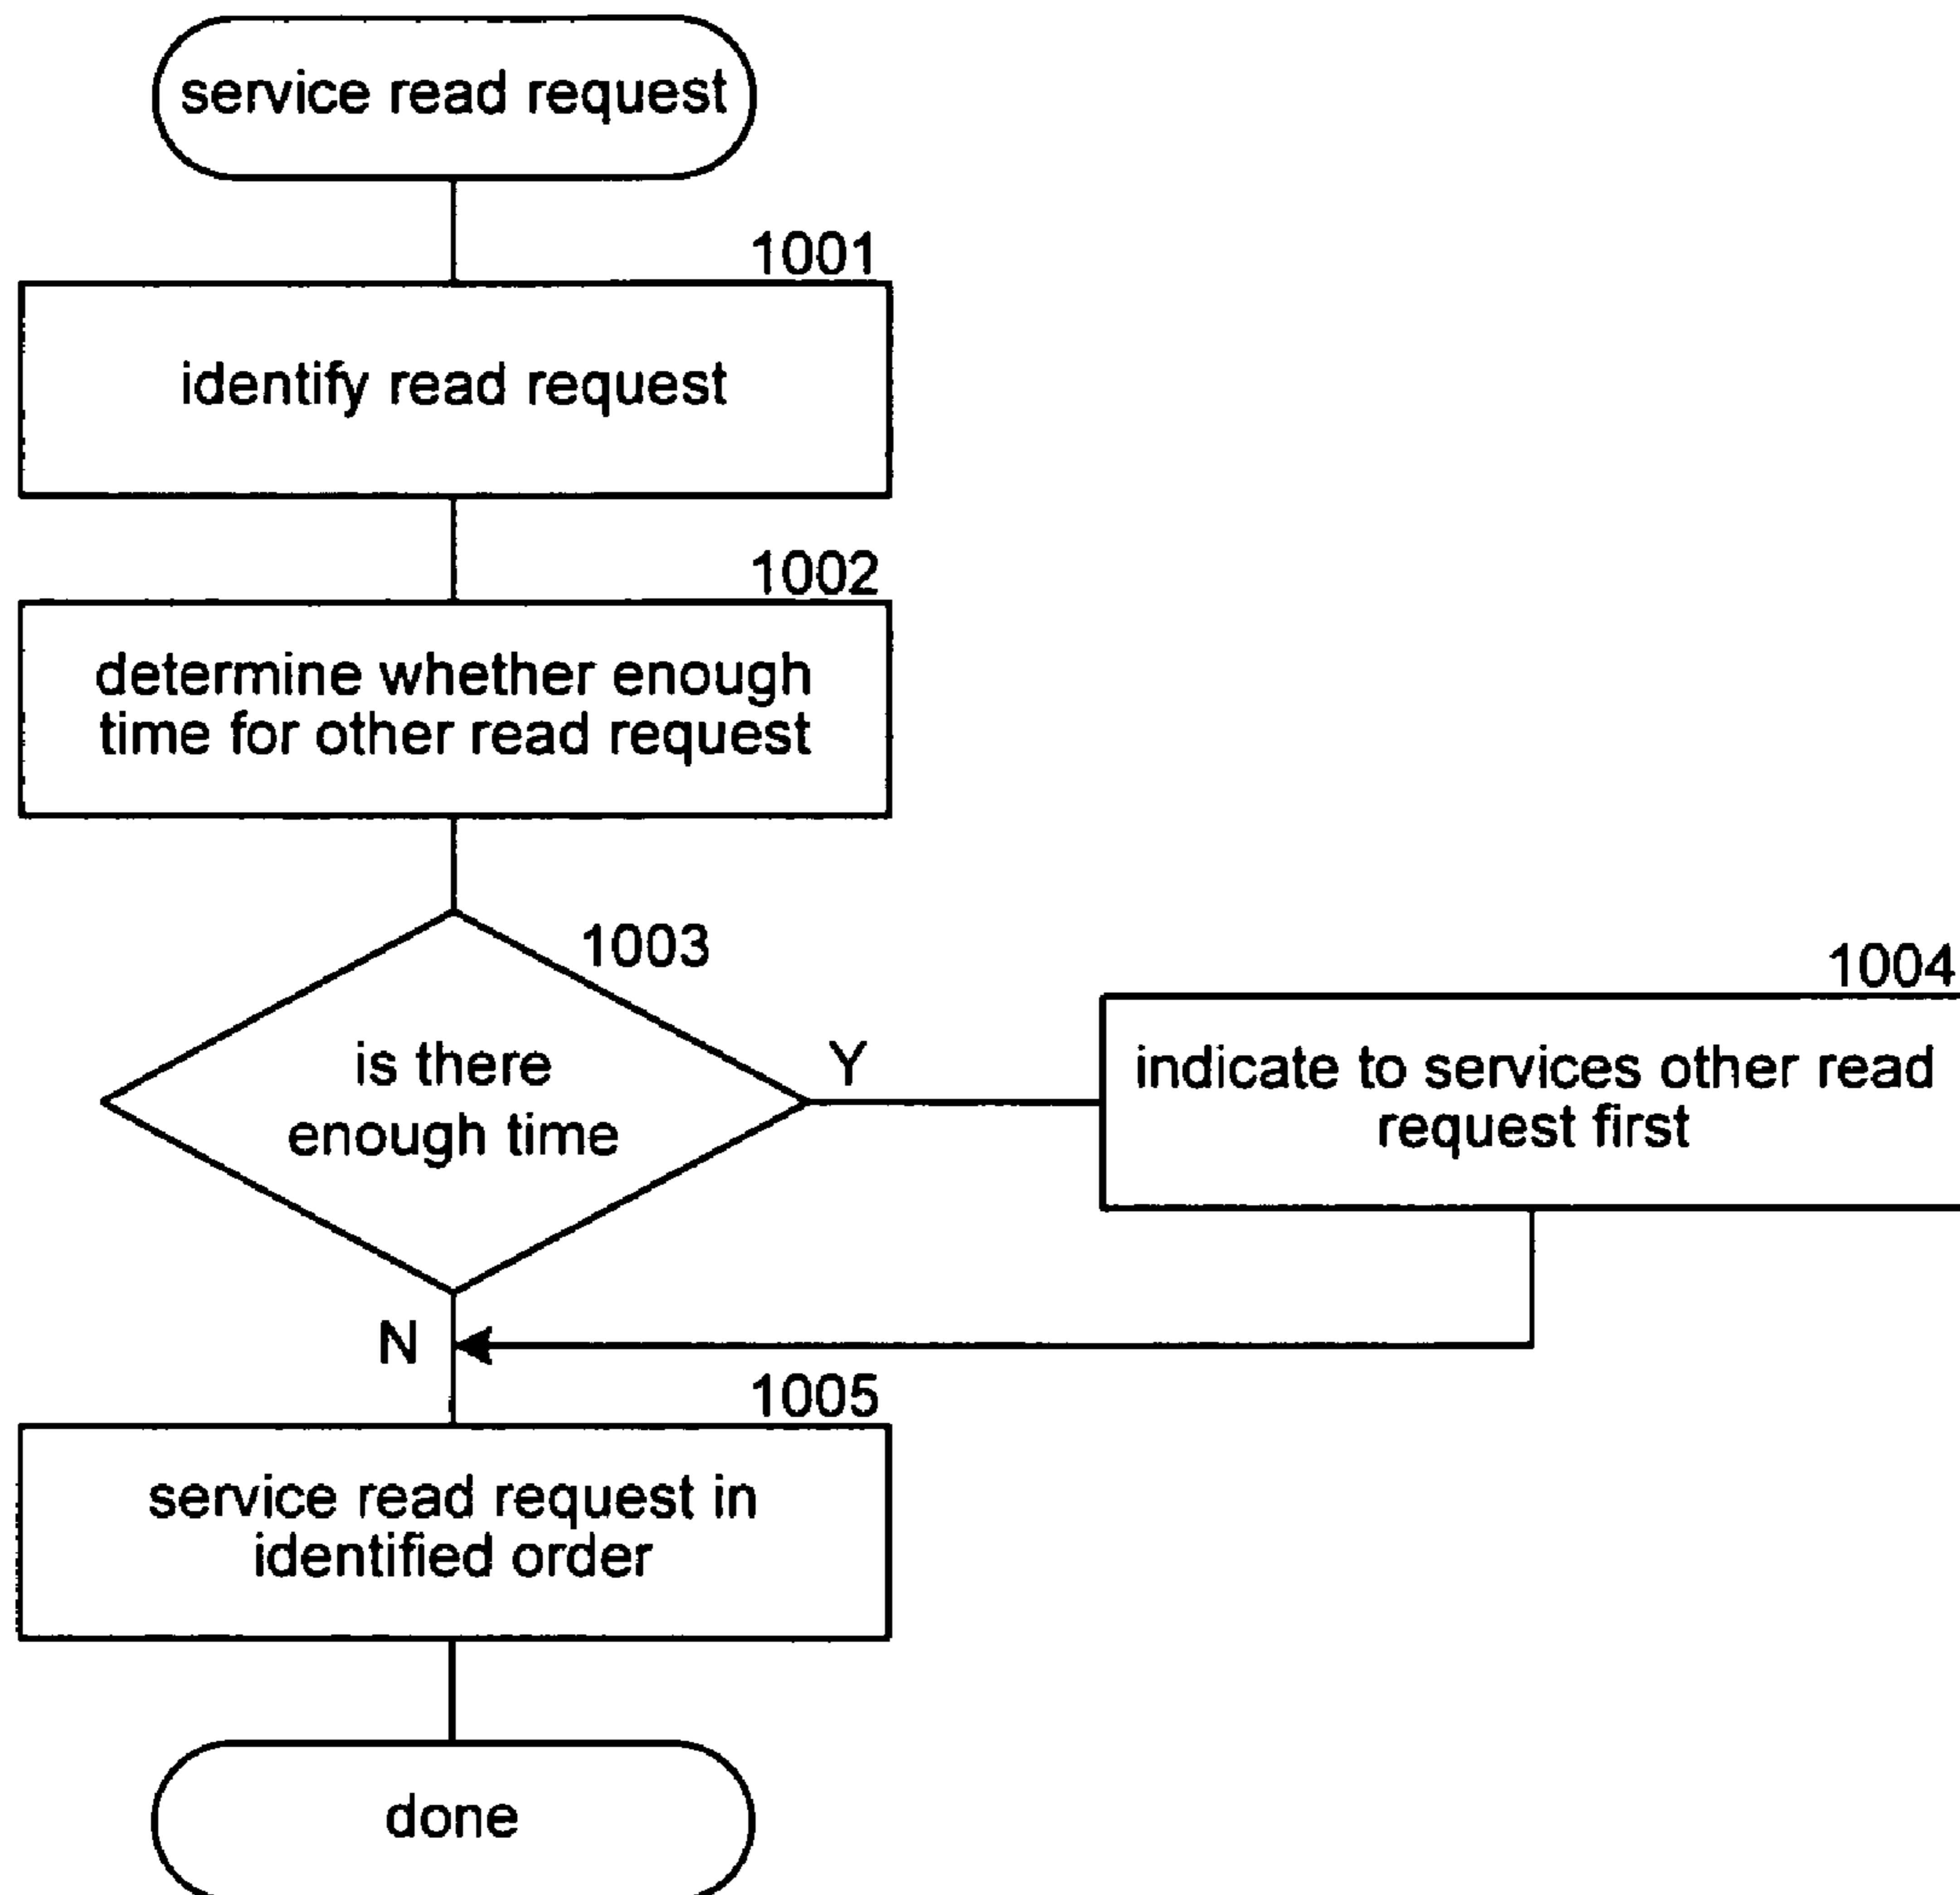 service read request
1001
identify read request
1002
determine whether enough
time for other read request
1003
is there
enough time
Y
1004
indicate to services other read
request first
N
1005
service read request in
identified order
done